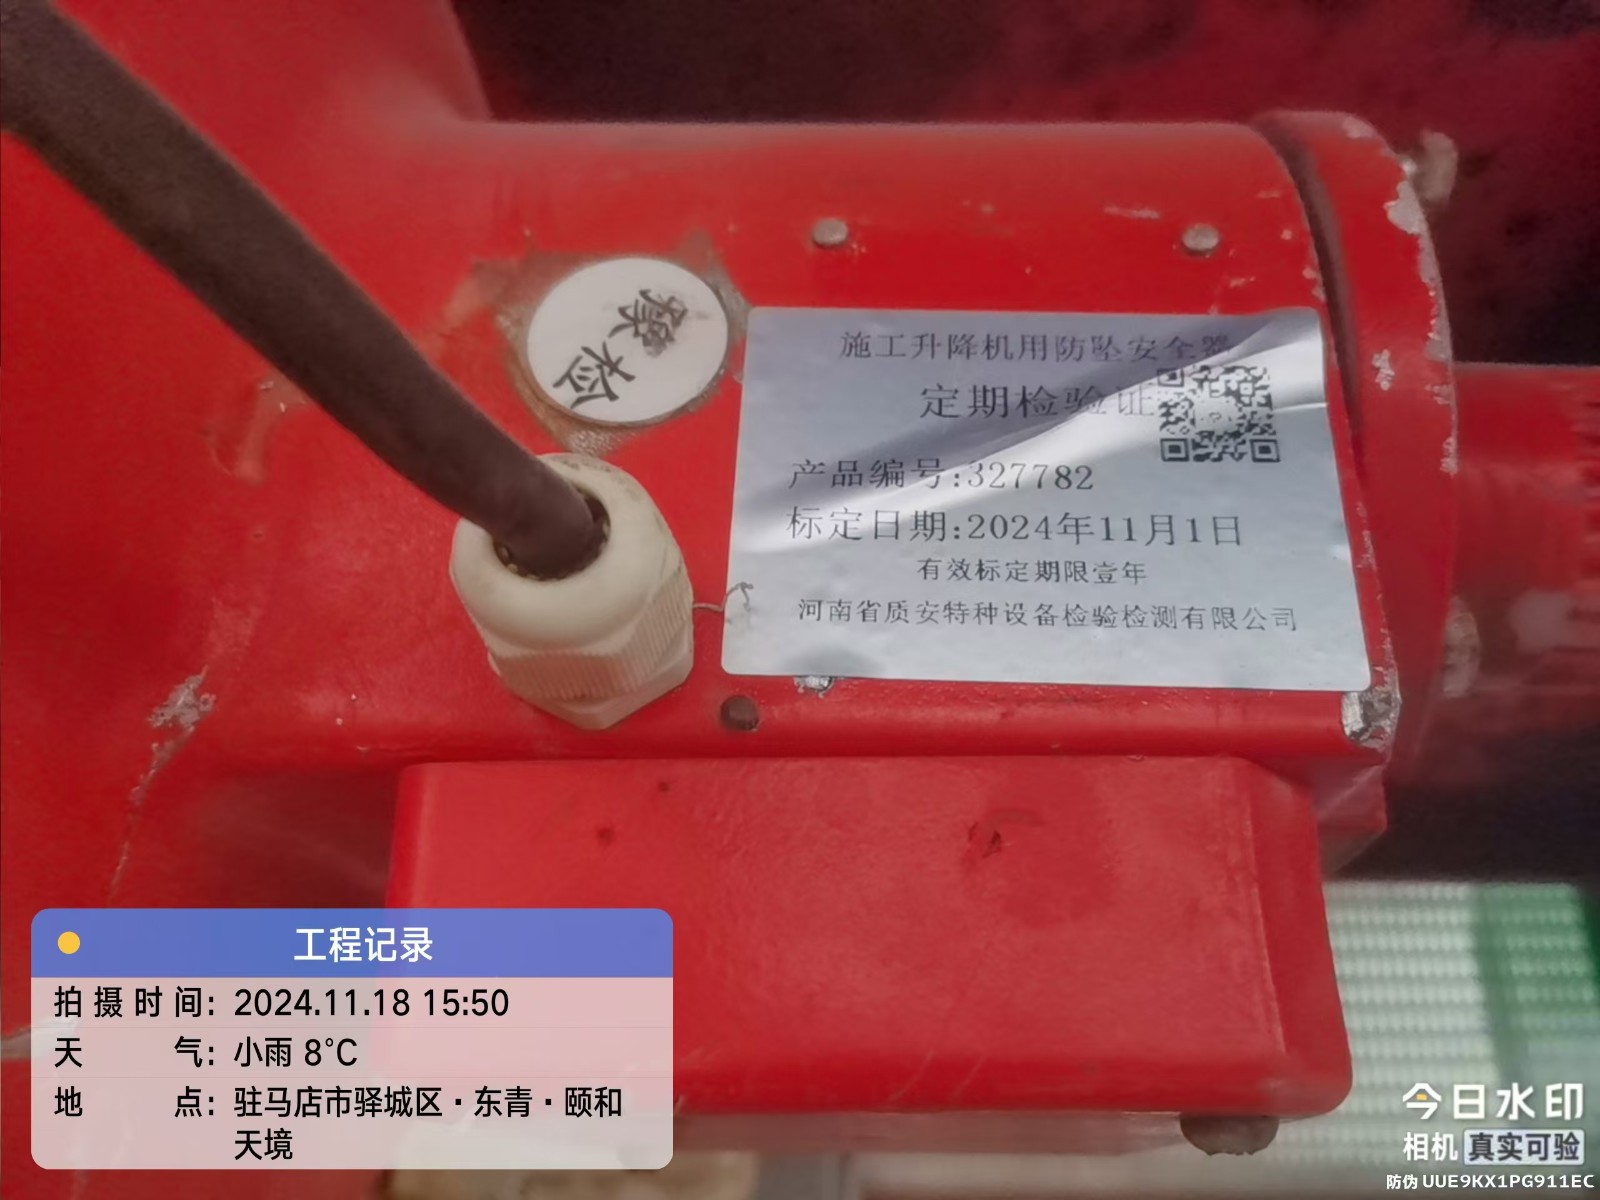 施工升降机用防坠安全器
定期检验证
产品编号:327782
标定日期:2024年11月1日
有效标定期限壹年
河南省质安特种设备检验检测有限公司
检
工程记录
拍摄时间: 2024.11.18 15:50
天气: 小雨 8°C
地点: 驻马店市驿城区·东青·颐和
天境
今日水印
相机 真实可验
防伪 UUE9KX1PG911EC